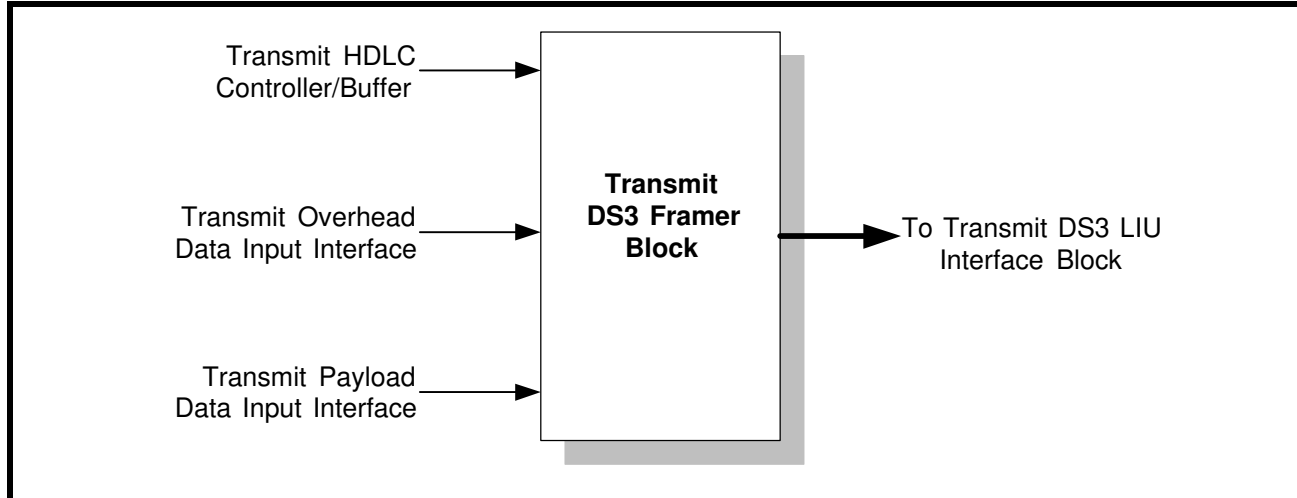 Transmit HDLC
Controller/Buffer
Transmit Overhead
Data Input Interface
Transmit Payload
Data Input Interface
Transmit
DS3 Framer
Block
To Transmit DS3 LIU
Interface Block